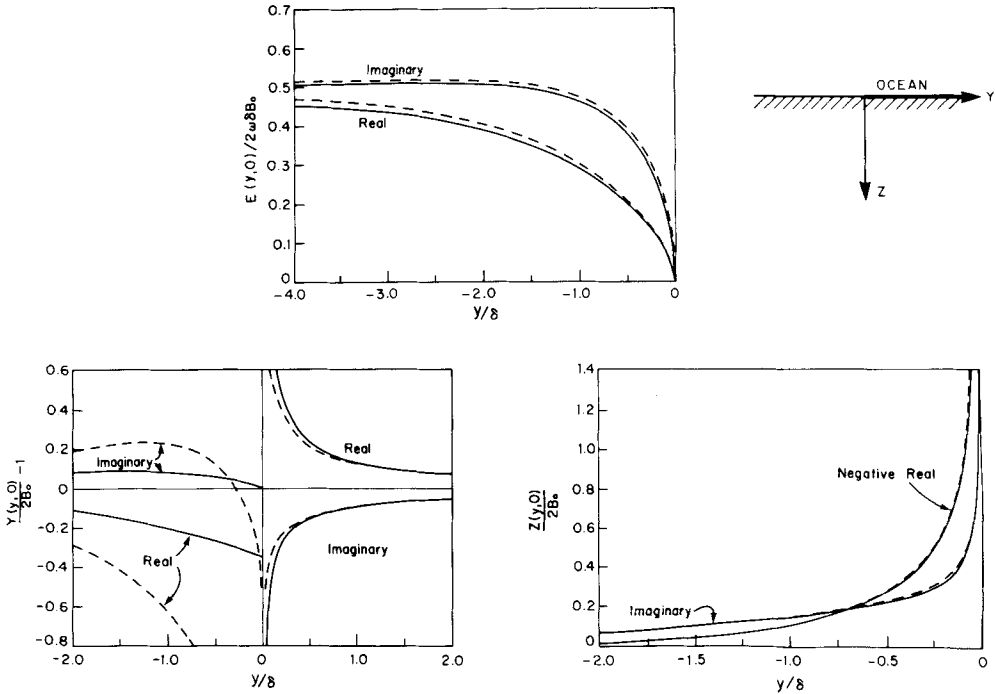 0.7
0.6
0.5
0.4
0.3
0.2
0.1
0
E (y,0)/2ωδB₀
Imaginary
Real
-4.0 -3.0 -2.0 -1.0 0
y/δ
OCEAN
Y
Z
0.6
0.4
0.2
0
-0.2
-0.4
-0.6
-0.8
Y(y,0)/2B₀ -1
Imaginary
Real
Real
Imaginary
-2.0 -1.0 0 1.0 2.0
y/δ
1.4
1.2
1.0
0.8
0.6
0.4
0.2
0
Z(y,0)/2B₀
Negative Real
Imaginary
-2.0 -1.5 -1.0 -0.5 0
y/δ